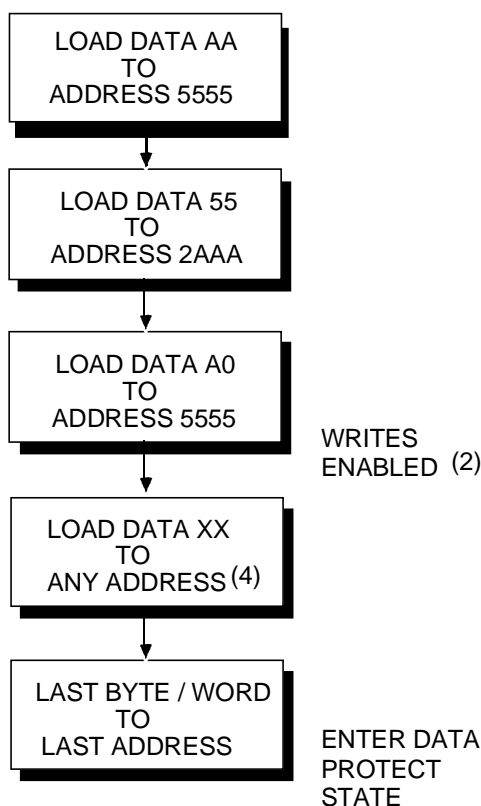 LOAD DATA AA
TO
ADDRESS 5555
LOAD DATA 55
TO
ADDRESS 2AAA
LOAD DATA A0
TO
ADDRESS 5555
WRITES
ENABLED (2)
LOAD DATA XX
TO
ANY ADDRESS (4)
LAST BYTE / WORD
TO
LAST ADDRESS
ENTER DATA
PROTECT
STATE